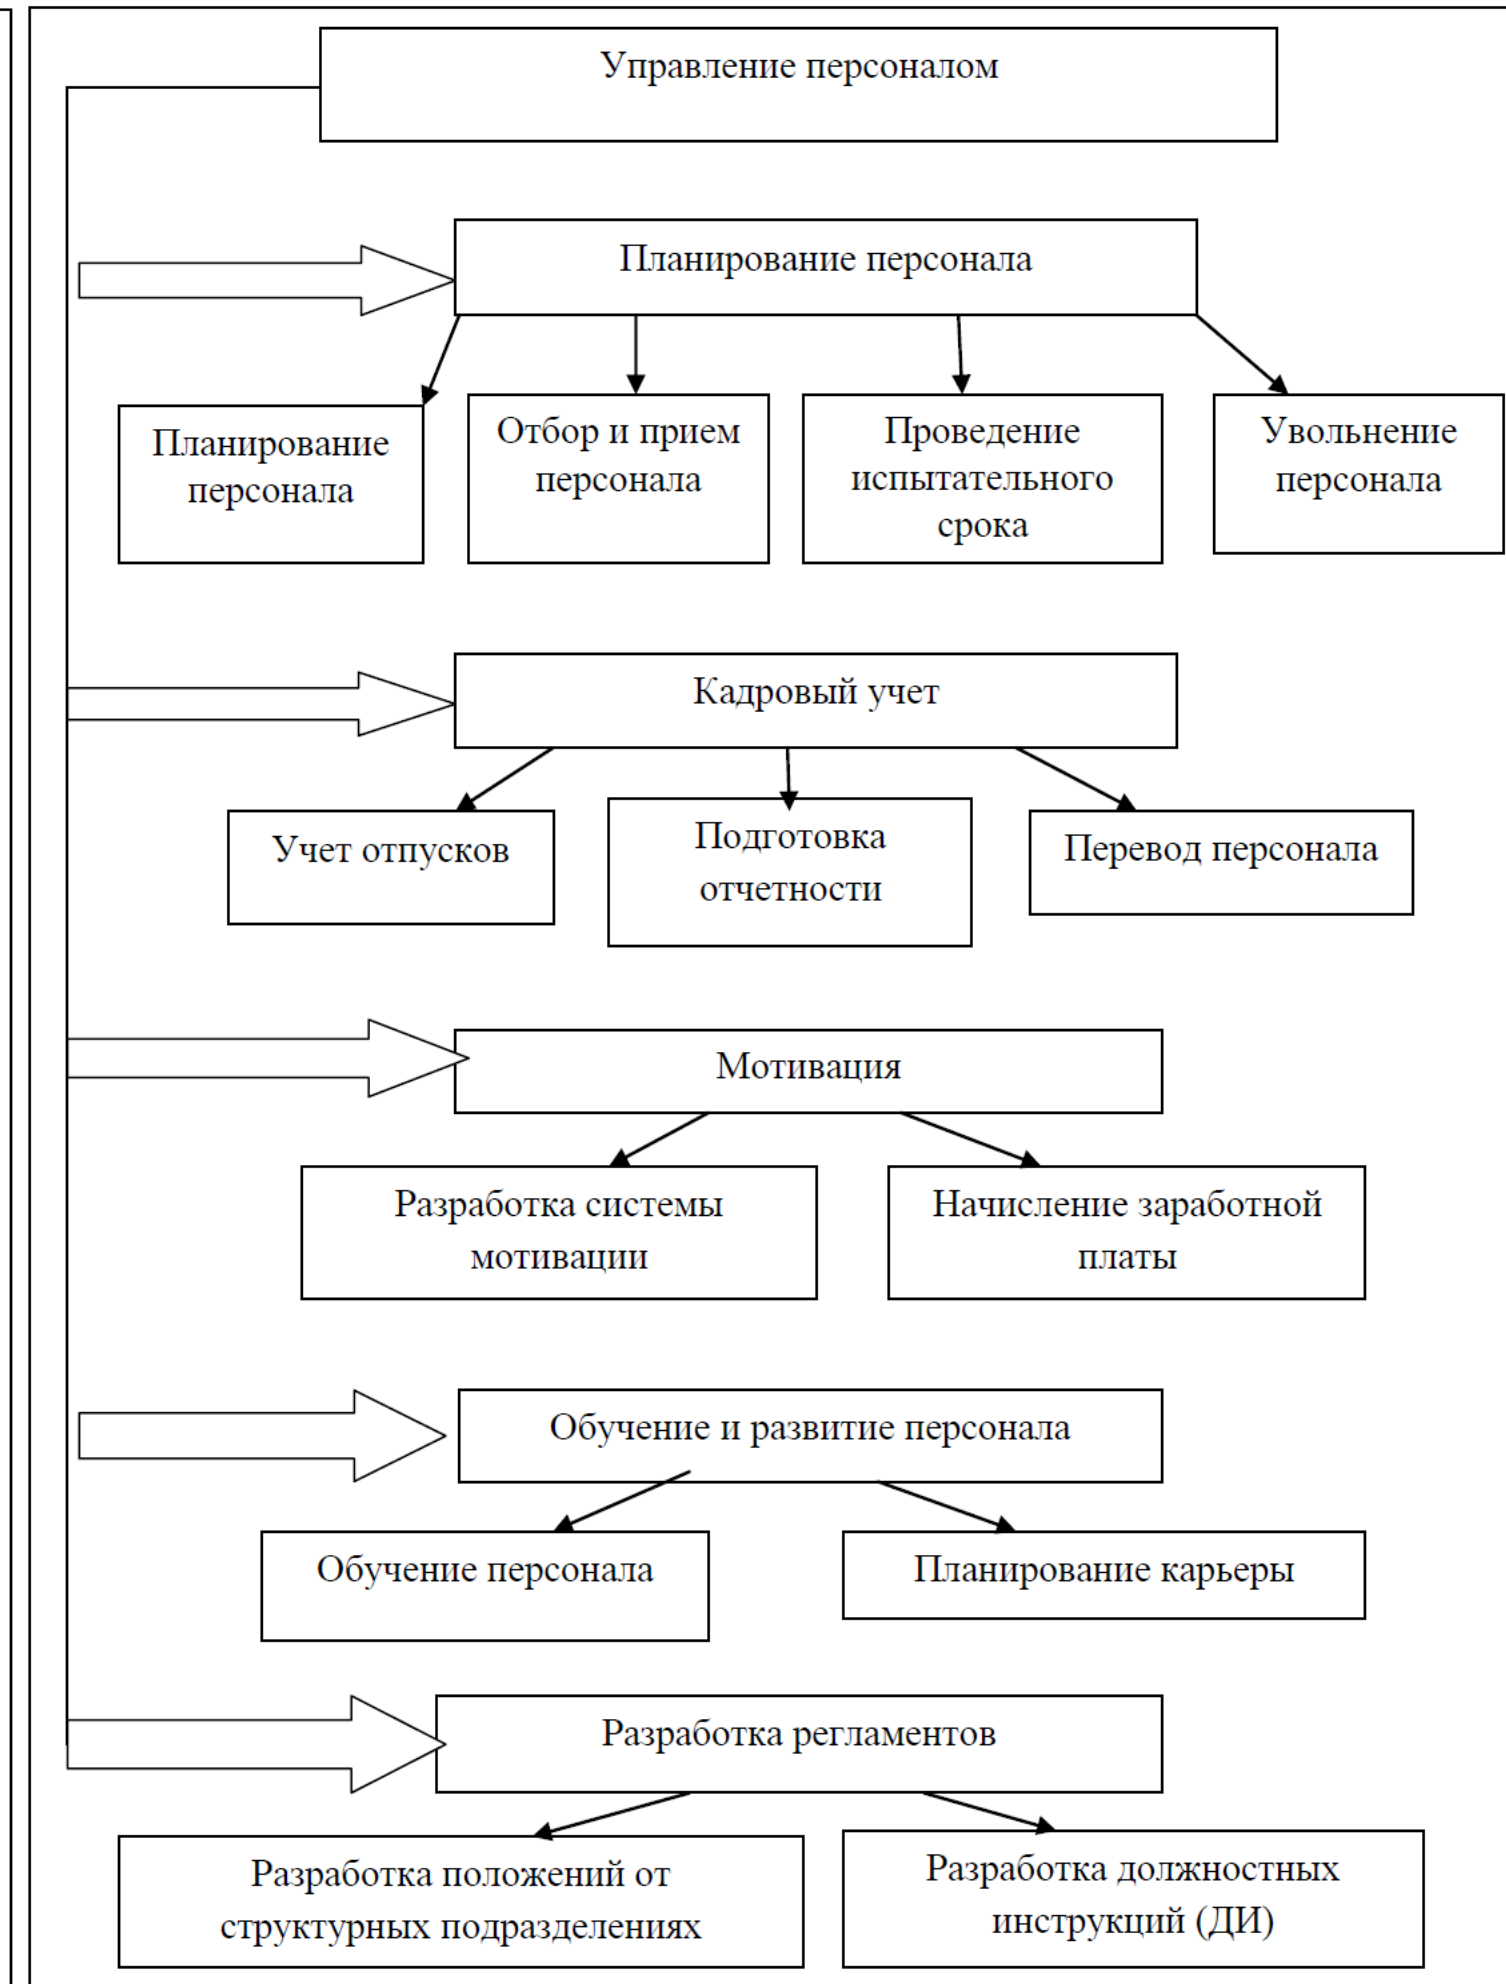 Управление персоналом
Планирование персонала
Планирование
персонала
Отбор и прием
персонала
Проведение
испытательного
срока
Увольнение
персонала
Кадровый учет
Учет отпусков
Подготовка
отчетности
Перевод персонала
Мотивация
Разработка системы
мотивации
Начисление заработной
платы
Обучение и развитие персонала
Обучение персонала
Планирование карьеры
Разработка регламентов
Разработка положений от
структурных подразделениях
Разработка должностных
инструкций (ДИ)